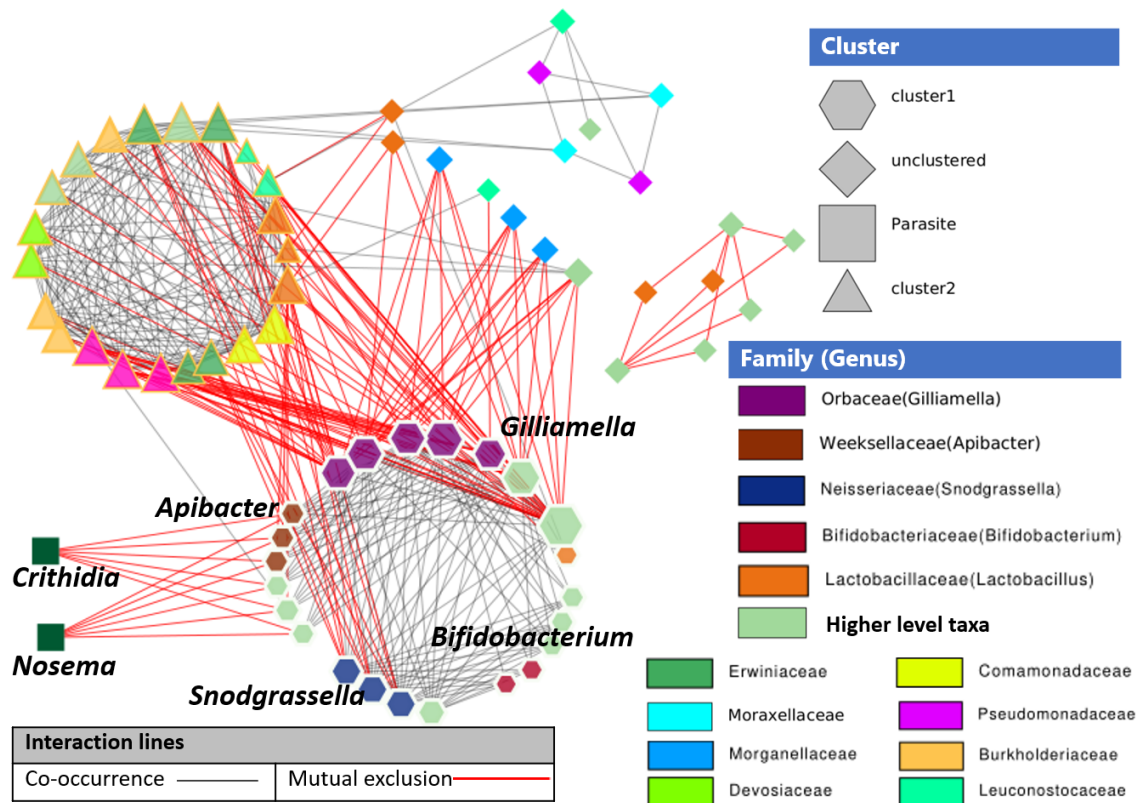 Cluster
cluster1
unclustered
Parasite
cluster2
Family (Genus)
Orbaceae(Gilliamella)
Weeksellaceae(Apibacter)
Neisseriaceae(Snodgrassella)
Bifidobacteriaceae(Bifidobacterium)
Lactobacillaceae(Lactobacillus)
Higher level taxa
Erwiniaceae
Comamonadaceae
Moraxellaceae
Pseudomonadaceae
Morganellaceae
Burkholderiaceae
Devosiaceae
Leuconostocaceae
Gilliamella
Apibacter
Crithidia
Nosema
Bifidobacterium
Snodgrassella
Interaction lines
Co-occurrence
Mutual exclusion